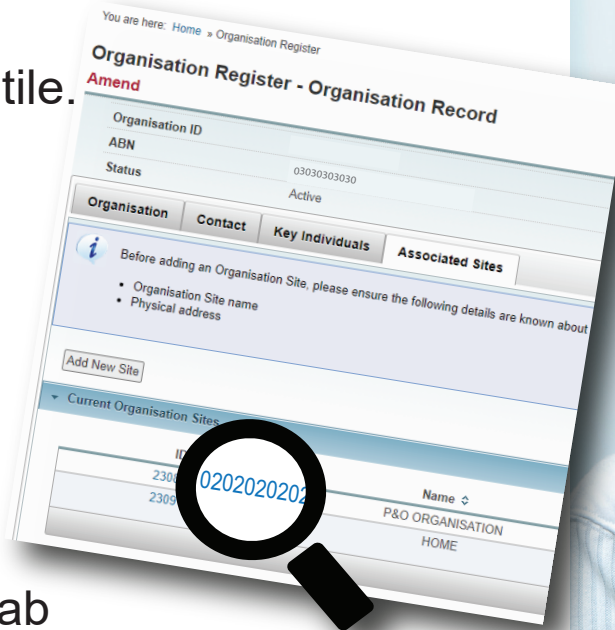 You are here: Home » Organisation Register
Organisation Register - Organisation Record
tile.
Amend
Organisation ID
ABN 03030303030
Status Active
Organisation Contact Key Individuals Associated Sites
Before adding an Organisation Site, please ensure the following details are known about
• Organisation Site name
• Physical address
Add New Site
Current Organisation Sites
Name
0202020202
P&O ORGANISATION
2309 HOME
ab